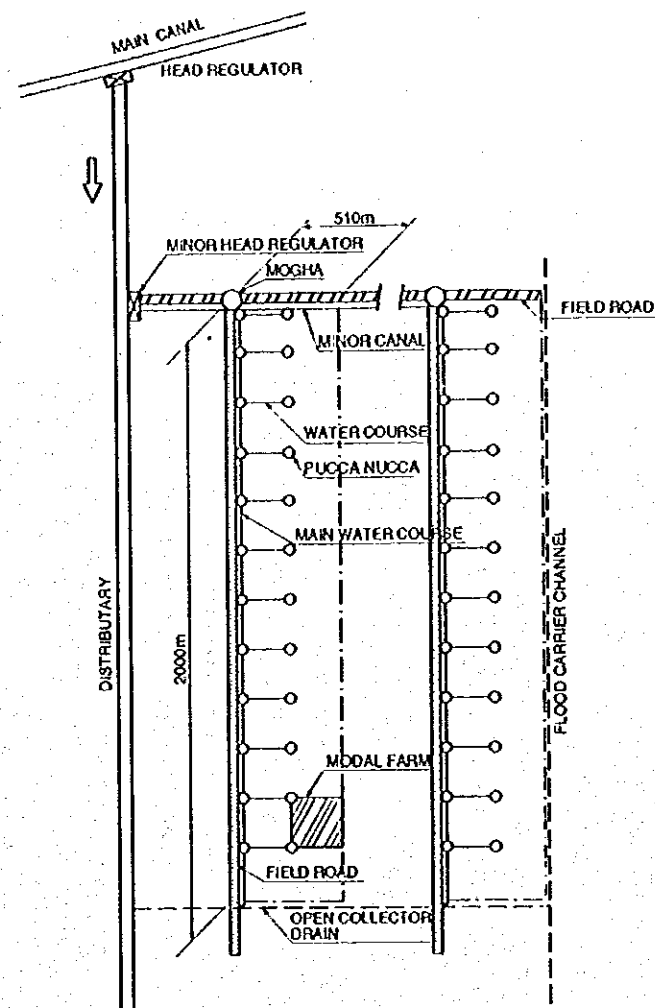 MAIN CANAL
HEAD REGULATOR
510m
MINOR HEAD REGULATOR
MOGHA
FIELD ROAD
MINOR CANAL
WATER COURSE
PUCCA NUCCA
MAIN WATER COURSE
DISTRIBUTARY
2000m
FLOOD CARRIER CHANNEL
MODAL FARM
FIELD ROAD
OPEN COLLECTOR
DRAIN